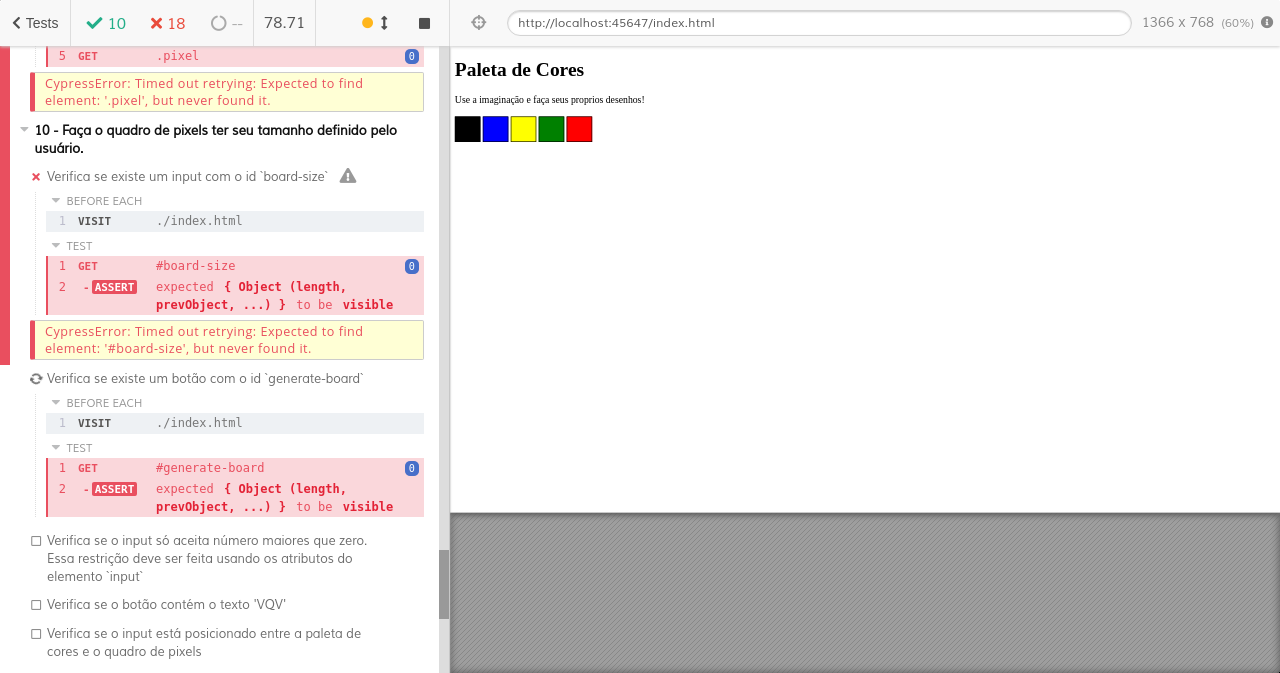 Tests
10
18
--
78.71
http://localhost:45647/index.html
1366 x 768 (60%)
5 GET .pixel 0
CypressError: Timed out retrying: Expected to find
element: '.pixel', but never found it.
10 - Faça o quadro de pixels ter seu tamanho definido pelo
usuário.
Verifica se existe um input com o id `board-size`
BEFORE EACH
1 VISIT ./index.html
TEST
1 GET #board-size 0
2 -ASSERT expected { Object (length,
prevObject, ...) } to be visible
CypressError: Timed out retrying: Expected to find
element: '#board-size', but never found it.
Verifica se existe um botão com o id `generate-board`
BEFORE EACH
1 VISIT ./index.html
TEST
1 GET #generate-board 0
2 -ASSERT expected { Object (length,
prevObject, ...) } to be visible
Verifica se o input só aceita número maiores que zero.
Essa restrição deve ser feita usando os atributos do
elemento `input`
Verifica se o botão contém o texto 'VQV'
Verifica se o input está posicionado entre a paleta de
cores e o quadro de pixels
Paleta de Cores
Use a imaginação e faça seus proprios desenhos!